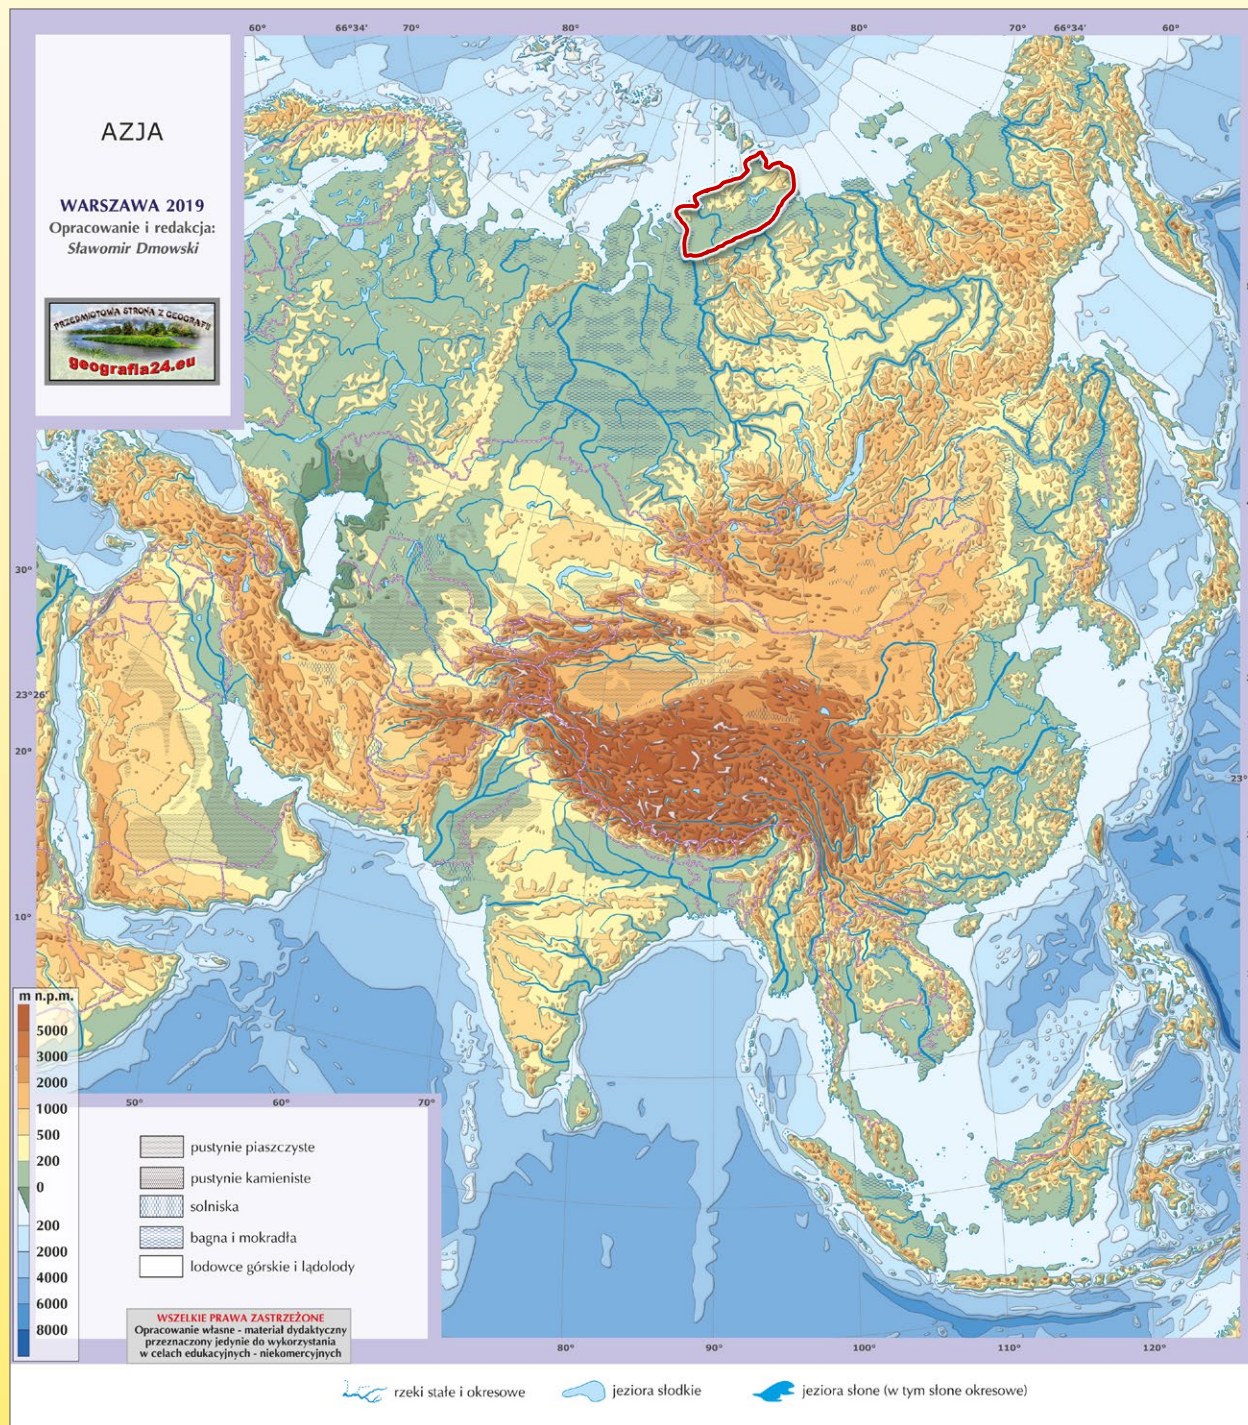 60° 66°34' 70° 80° 80° 70° 66°34' 60°
AZJA
WARSZAWA 2019
Opracowanie i redakcja:
Sławomir Dmowski
PRZEDMIOTOWA STRONA Z GEOGRAFII
geografia24.eu
30°
23°26'
20°
10°
23°
m n.p.m.
5000
3000
2000
1000
500
200
0
200
2000
4000
6000
8000
50° 60° 70°
pustynie piaszczyste
pustynie kamieniste
solniska
bagna i mokradła
lodowce górskie i lądolody
WSZELKIE PRAWA ZASTRZEŻONE
Opracowanie własne - materiał dydaktyczny
przeznaczony jedynie do wykorzystania
w celach edukacyjnych - niekomercyjnych
80° 90° 100° 110° 120°
rzeki stałe i okresowe
jeziora słodkie
jeziora słone (w tym słone okresowe)